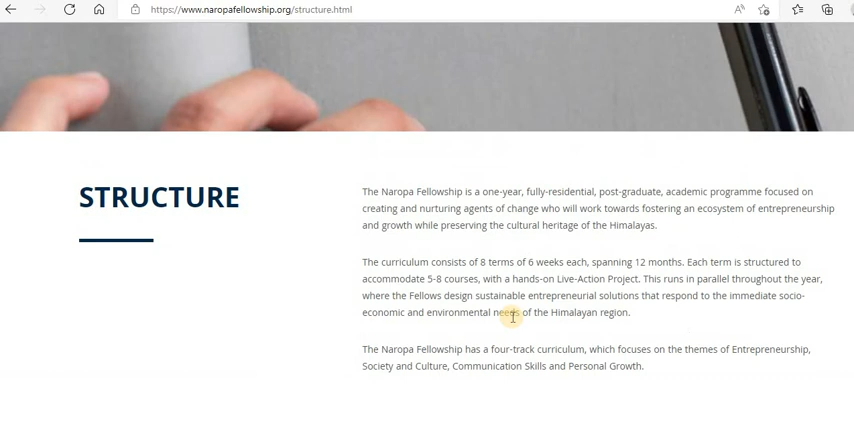 https://www.naropafellowship.org/structure.html
STRUCTURE
The Naropa Fellowship is a one-year, fully-residential, post-graduate, academic programme focused on
creating and nurturing agents of change who will work towards fostering an ecosystem of entrepreneurship
and growth while preserving the cultural heritage of the Himalayas.
The curriculum consists of 8 terms of 6 weeks each, spanning 12 months. Each term is structured to
accommodate 5-8 courses, with a hands-on Live-Action Project. This runs in parallel throughout the year,
where the Fellows design sustainable entrepreneurial solutions that respond to the immediate socio-
economic and environmental needs of the Himalayan region.
The Naropa Fellowship has a four-track curriculum, which focuses on the themes of Entrepreneurship,
Society and Culture, Communication Skills and Personal Growth.